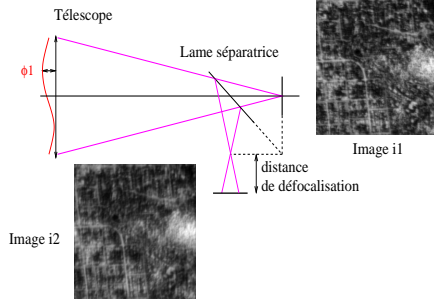 Télescope
ϕ1
Lame séparatrice
Image i1
distance
de défocalisation
Image i2